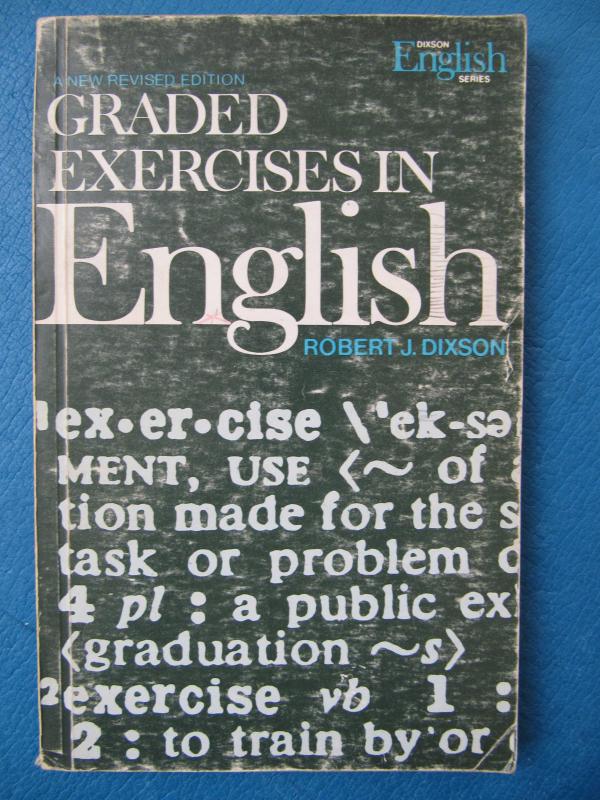 DIXSON
English
SERIES
A NEW REVISED EDITION
GRADED
EXERCISES IN
English
ROBERT J. DIXSON
ex•er•cise \'ek-sə
MENT, USE ⟨~ of
tion made for the s
task or problem
4 pl : a public ex
⟨graduation ~s⟩
²exercise vb 1 :
2 : to train by or